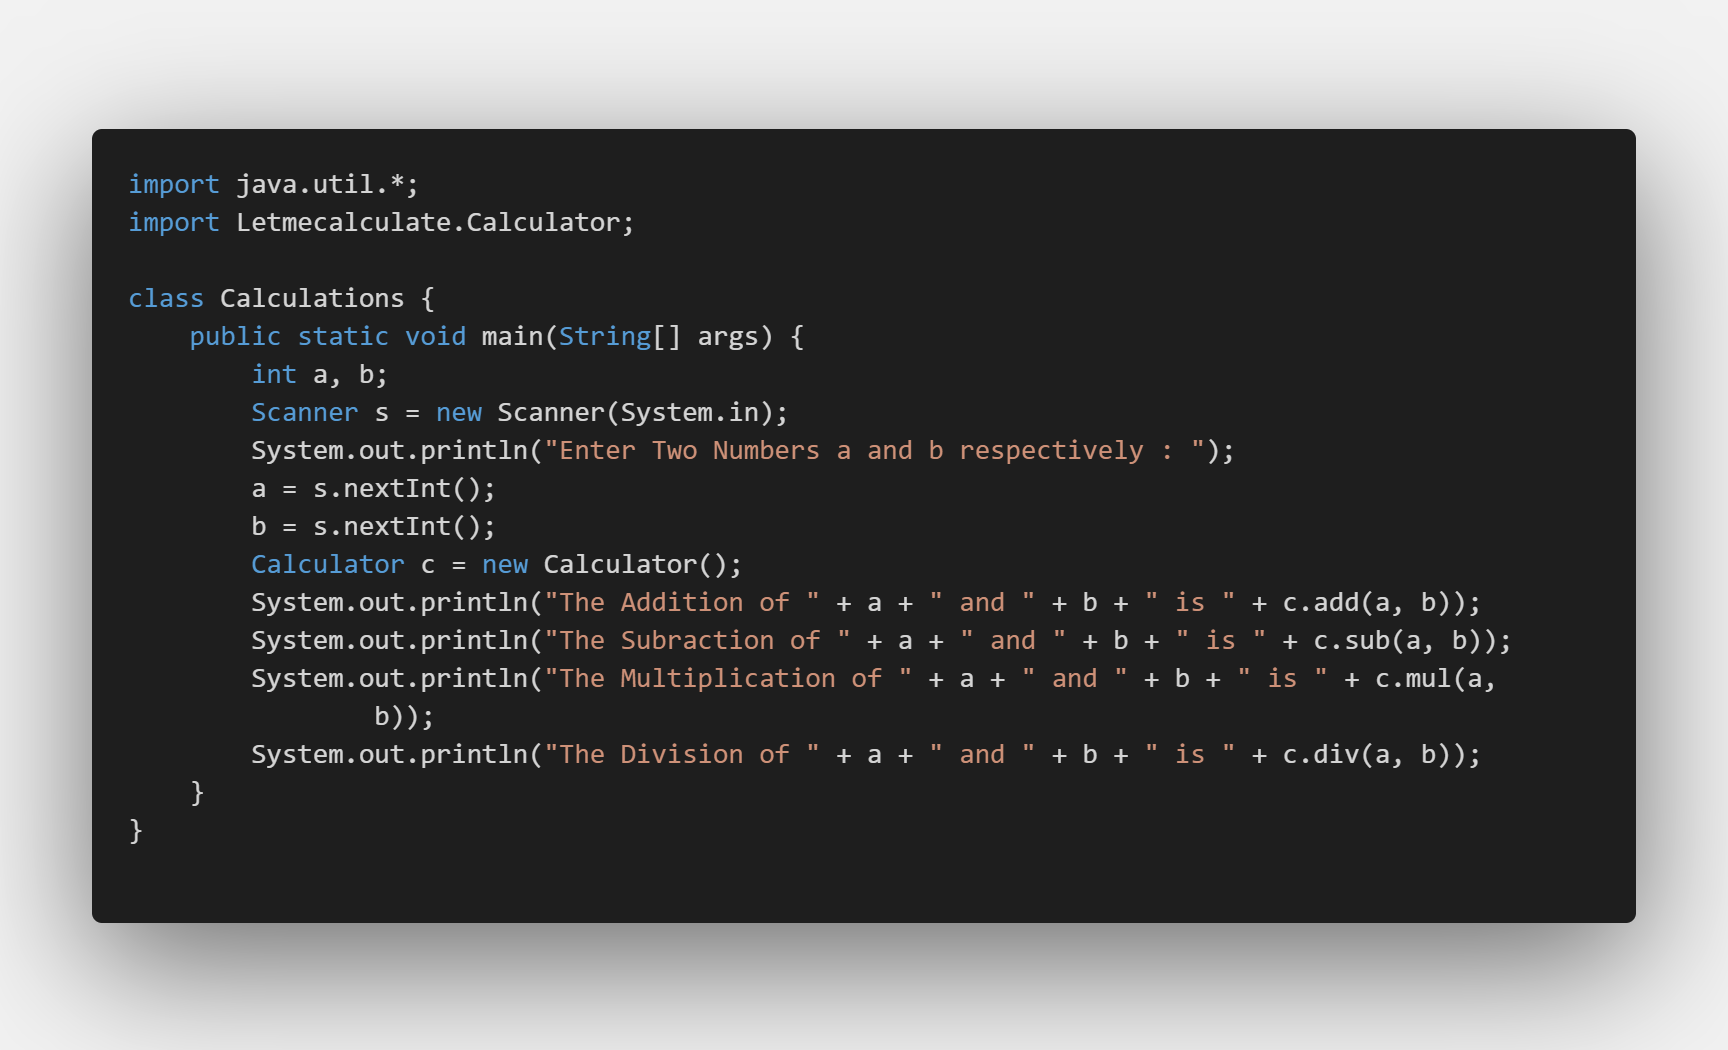 import java.util.*;
import Letmecalculate.Calculator;

class Calculations {
    public static void main(String[] args) {
        int a, b;
        Scanner s = new Scanner(System.in);
        System.out.println("Enter Two Numbers a and b respectively : ");
        a = s.nextInt();
        b = s.nextInt();
        Calculator c = new Calculator();
        System.out.println("The Addition of " + a + " and " + b + " is " + c.add(a, b));
        System.out.println("The Subraction of " + a + " and " + b + " is " + c.sub(a, b));
        System.out.println("The Multiplication of " + a + " and " + b + " is " + c.mul(a,
                b));
        System.out.println("The Division of " + a + " and " + b + " is " + c.div(a, b));
    }
}